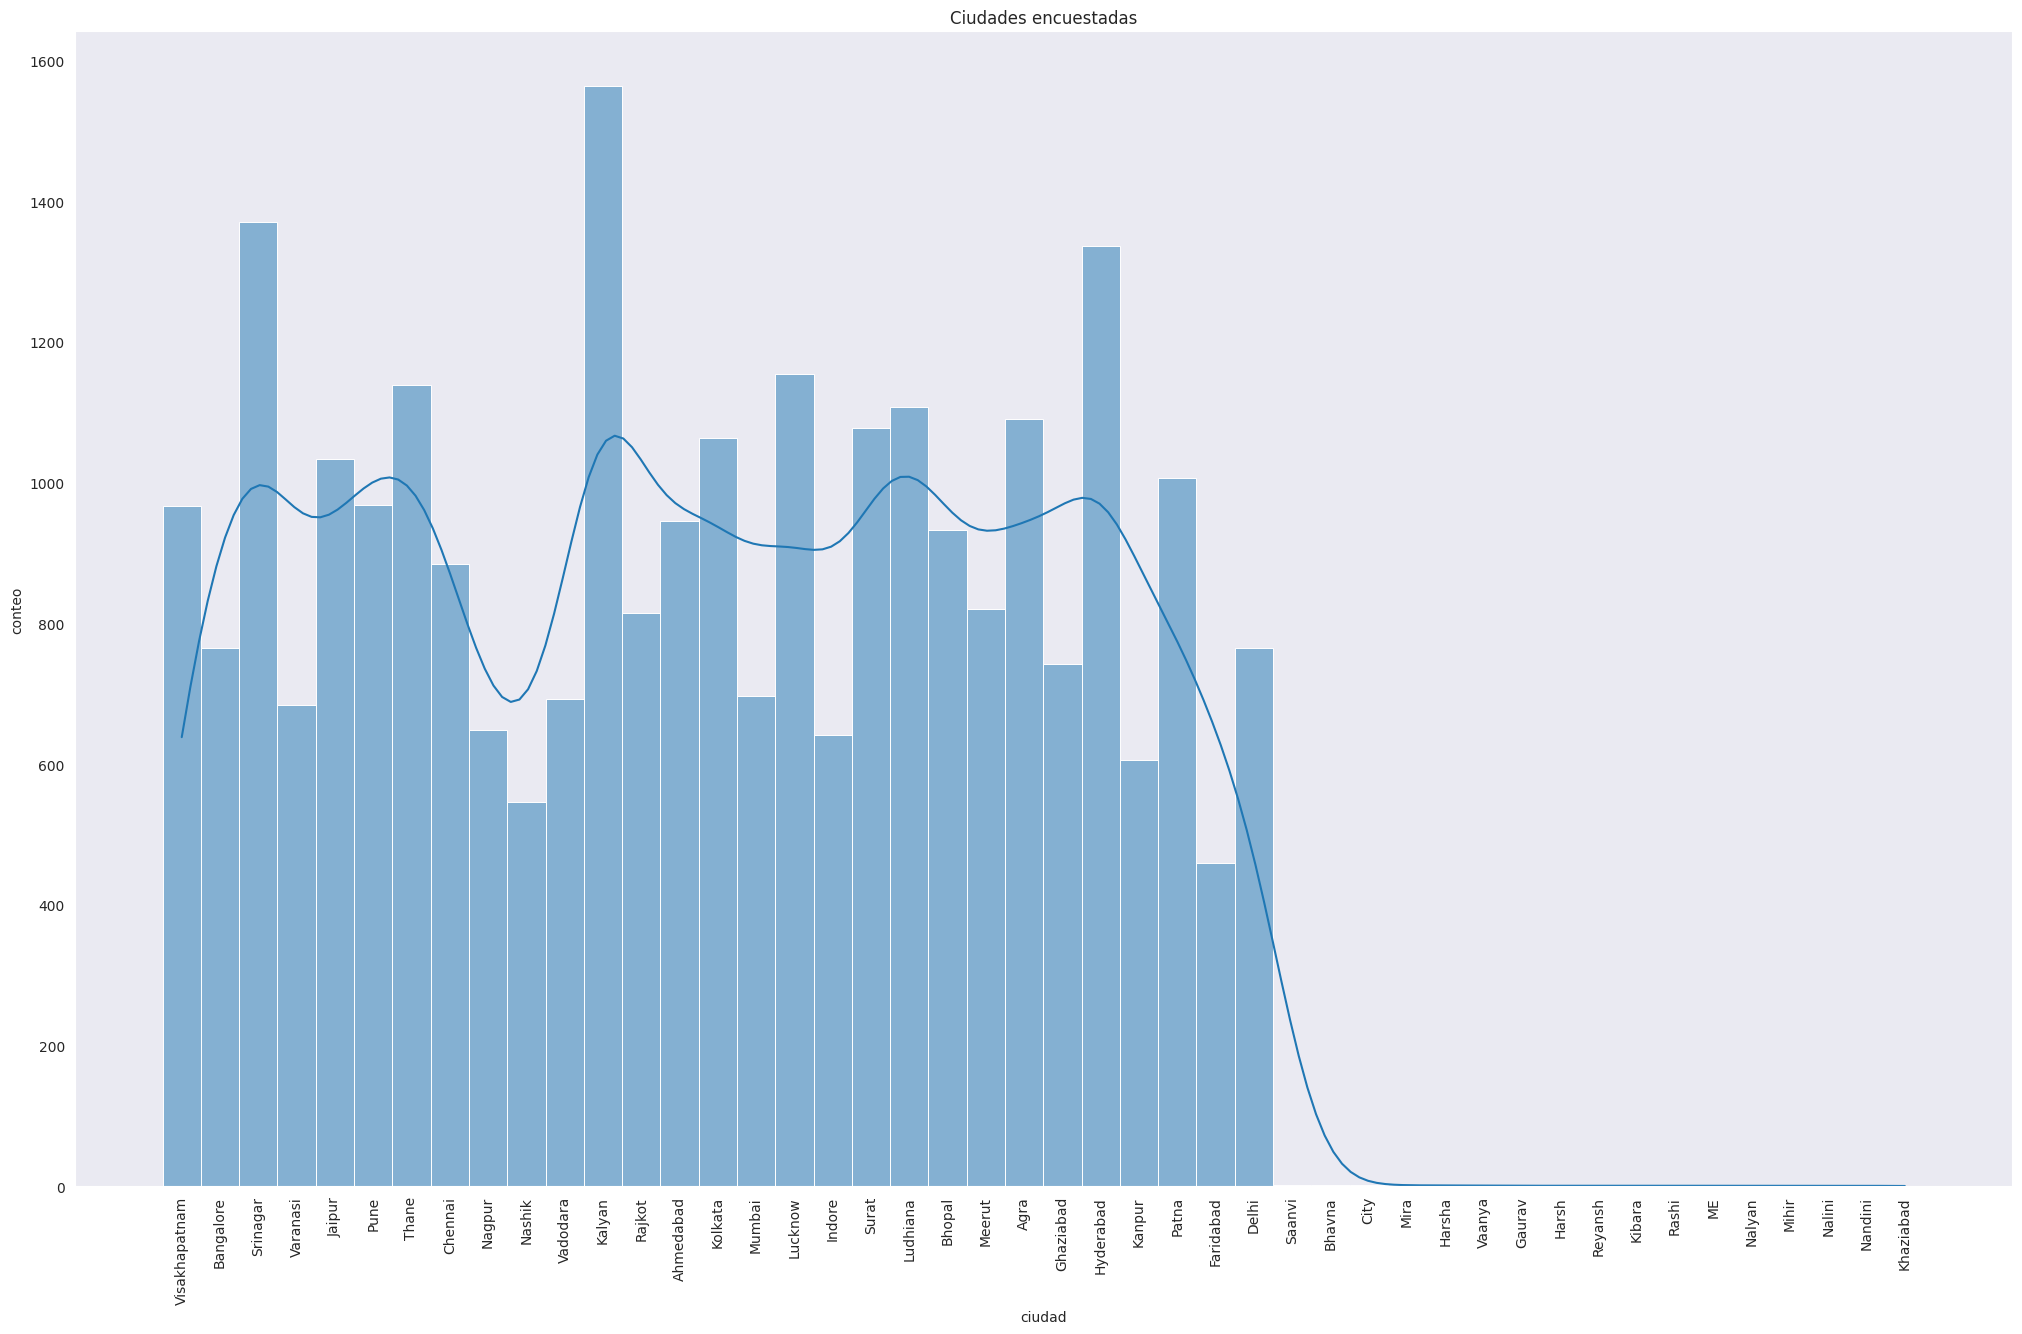 Ciudades encuestadas
1600
1400
1200
1000
800
600
400
200
0
conteo
Visakhapatnam
Bangalore
Srinagar
Varanasi
Jaipur
Pune
Thane
Chennai
Nagpur
Nashik
Vadodara
Kalyan
Rajkot
Ahmedabad
Kolkata
Mumbai
Lucknow
Indore
Surat
Ludhiana
Bhopal
Meerut
Agra
Ghaziabad
Hyderabad
Kanpur
Patna
Faridabad
Delhi
Saanvi
Bhavna
City
Mira
Harsha
Vaanya
Gaurav
Harsh
Reyansh
Kibara
Rashi
ME
Nalyan
Mihir
Nalini
Nandini
Khaziabad
ciudad